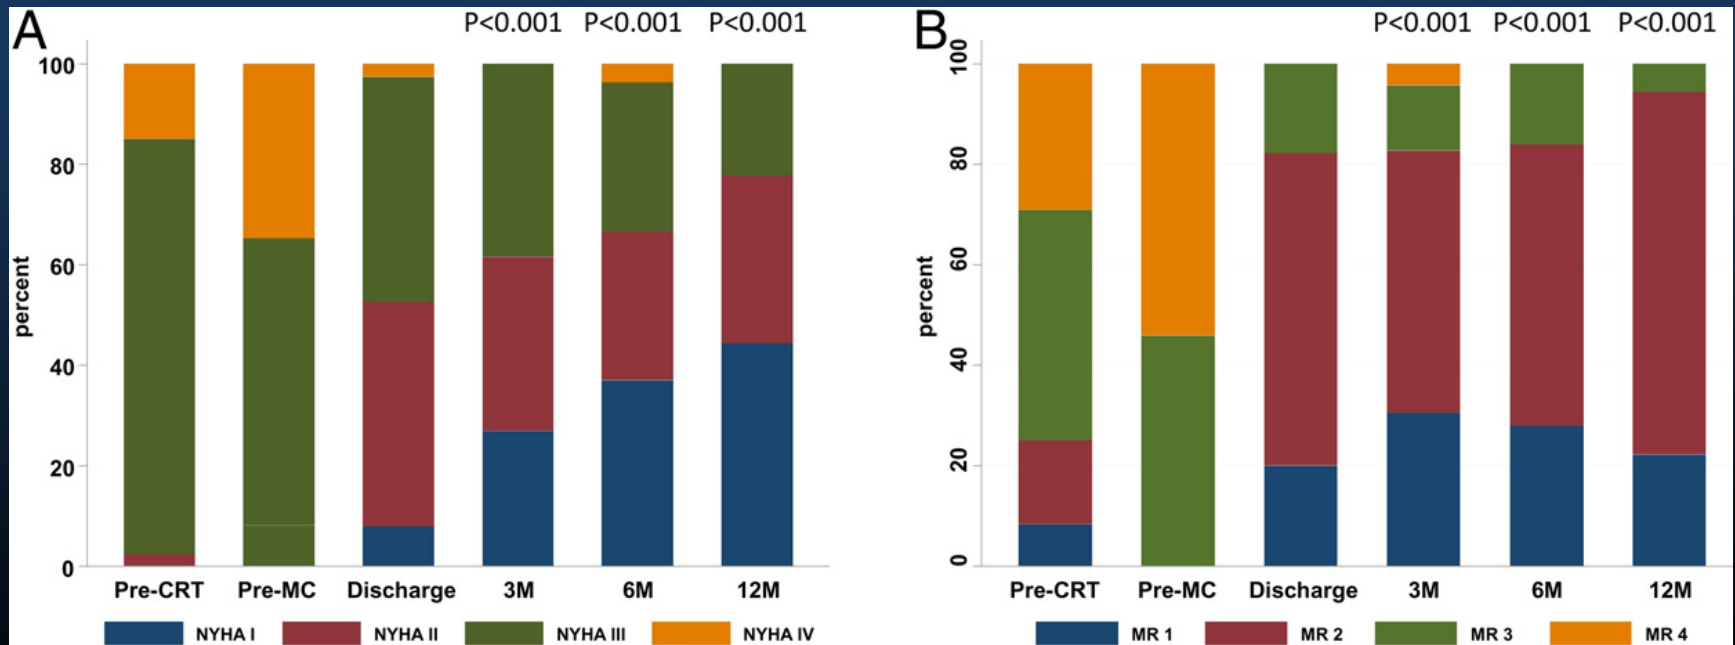 A
P<0.001 P<0.001 P<0.001
100
80
60
40
20
0
percent
Pre-CRT Pre-MC Discharge 3M 6M 12M
NYHA I NYHA II NYHA III NYHA IV
B
P<0.001 P<0.001 P<0.001
100
80
60
40
20
0
percent
Pre-CRT Pre-MC Discharge 3M 6M 12M
MR 1 MR 2 MR 3 MR 4